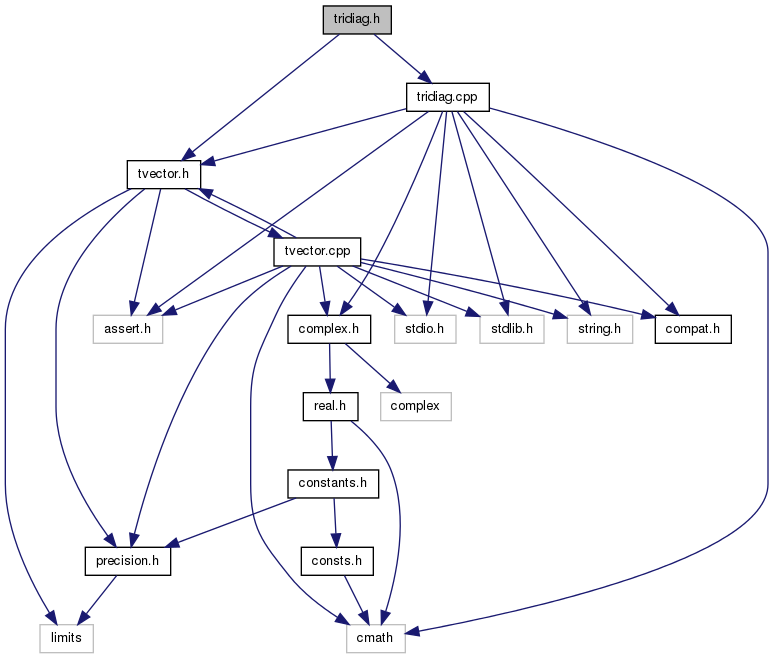 tridiag.h
tridiag.cpp
tvector.h
tvector.cpp
assert.h
complex.h
stdio.h
stdlib.h
string.h
compat.h
real.h
complex
constants.h
precision.h
consts.h
limits
cmath